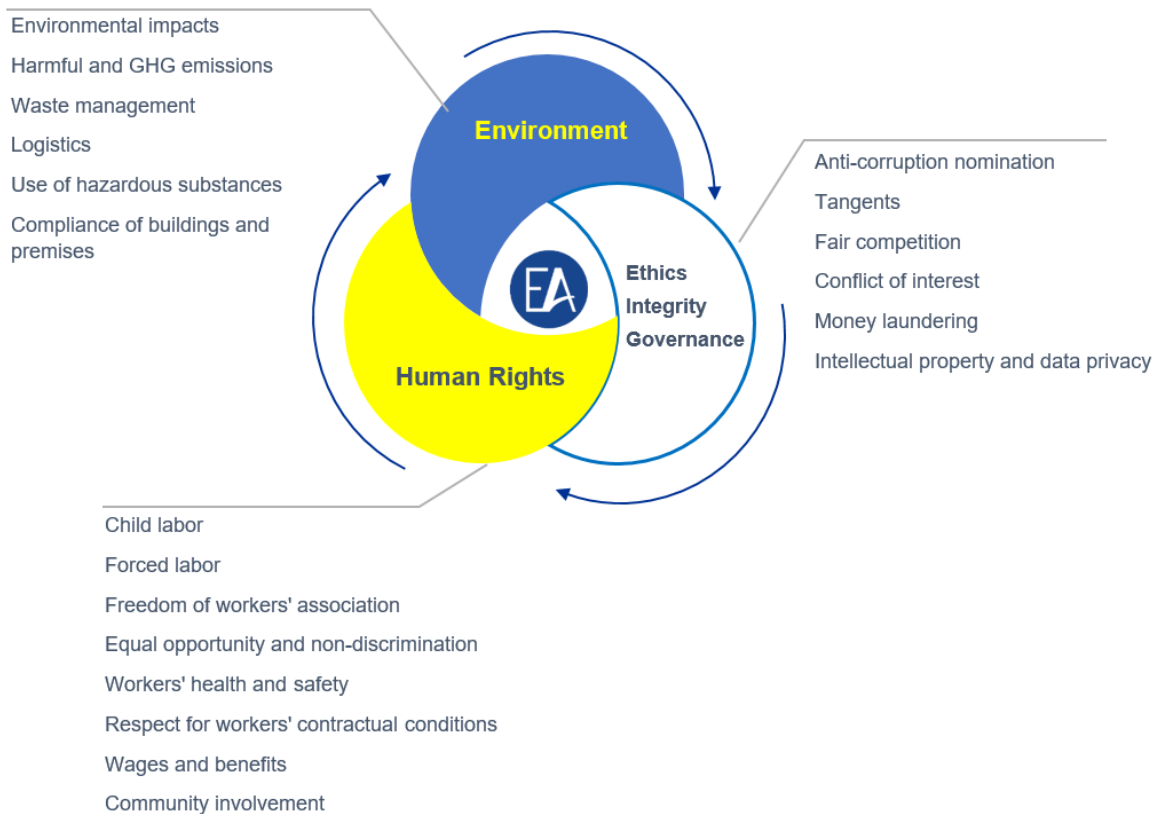 Environmental impacts
Harmful and GHG emissions
Waste management
Logistics
Use of hazardous substances
Compliance of buildings and
premises
Environment
Anti-corruption nomination
Tangents
Fair competition
Conflict of interest
Money laundering
Intellectual property and data privacy
EA
Ethics
Integrity
Governance
Human Rights
Child labor
Forced labor
Freedom of workers' association
Equal opportunity and non-discrimination
Workers' health and safety
Respect for workers' contractual conditions
Wages and benefits
Community involvement